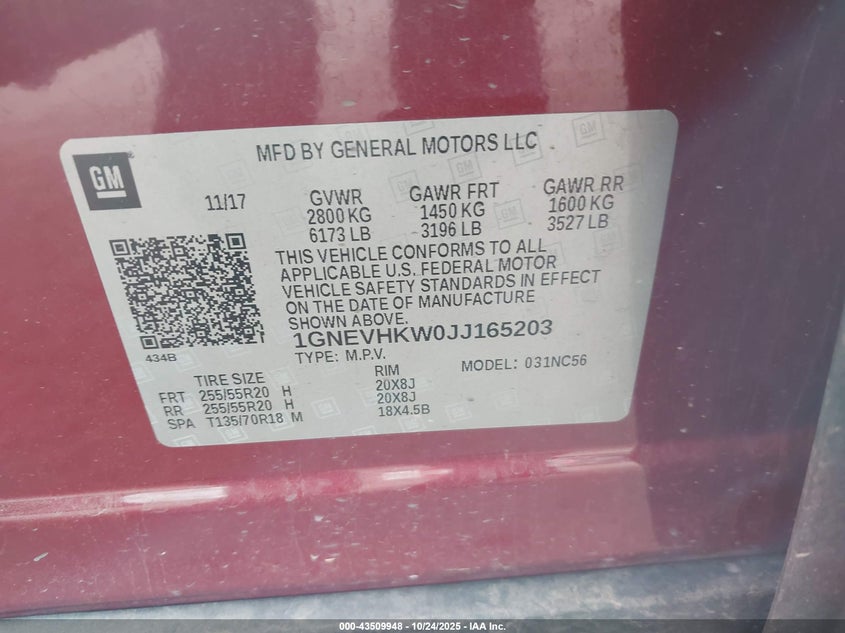 GM
MFD BY GENERAL MOTORS LLC
11/17
GVWR GAWR FRT GAWR RR
2800 KG 1450 KG 1600 KG
6173 LB 3196 LB 3527 LB
THIS VEHICLE CONFORMS TO ALL
APPLICABLE U.S. FEDERAL MOTOR
VEHICLE SAFETY STANDARDS IN EFFECT
ON THE DATE OF MANUFACTURE
SHOWN ABOVE.
1GNEVHKW0JJ165203
434B
TYPE: M.P.V. MODEL: 031NC56
TIRE SIZE RIM
FRT 255/55R20 H 20X8J
RR 255/55R20 H 20X8J
SPA T135/70R18 M 18X4.5B
000-43509948 - 10/24/2025 - IAA Inc.